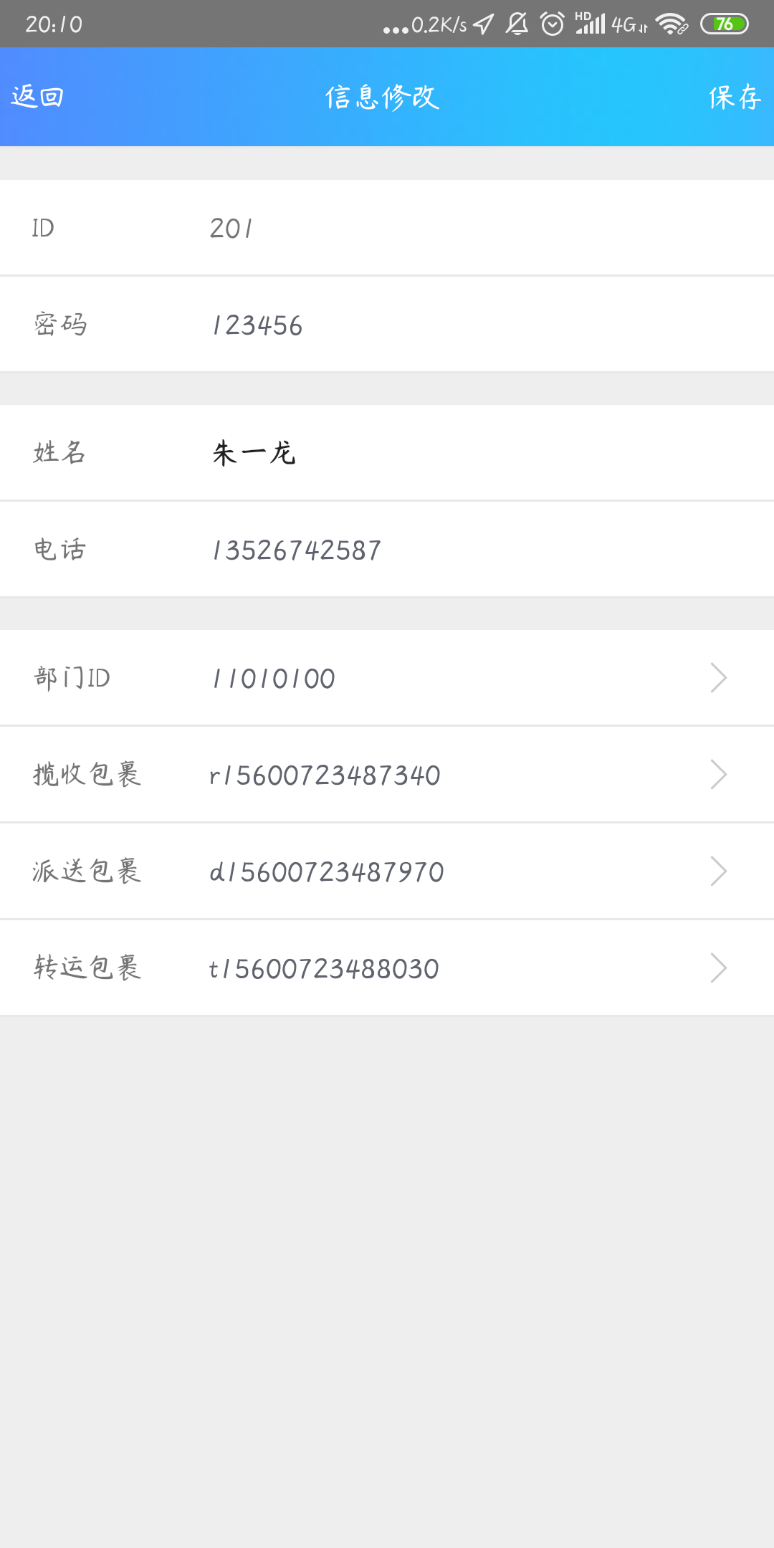 20:10 ...0.2K/s HD 4G 76
返回 信息修改 保存
ID 201
密码 123456
姓名 朱一龙
电话 13526742587
部门ID 11010100
揽收包裹 r15600723487340
派送包裹 d15600723487970
转运包裹 t15600723488030